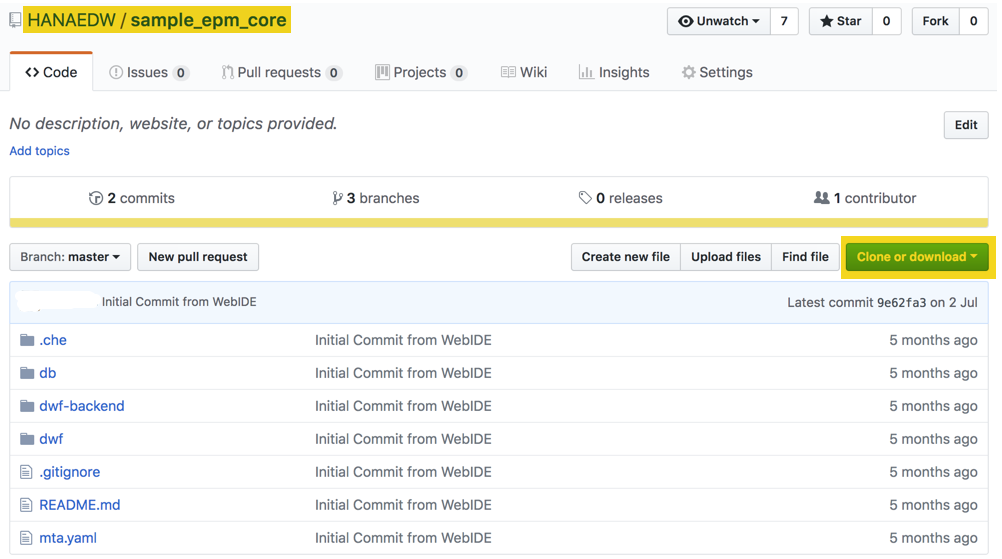 HANAEDW / sample_epm_core
Unwatch 7 Star 0 Fork 0
Code Issues 0 Pull requests 0 Projects 0 Wiki Insights Settings
No description, website, or topics provided.
Edit
Add topics
2 commits 3 branches 0 releases 1 contributor
Branch: master New pull request Create new file Upload files Find file Clone or download
Initial Commit from WebIDE Latest commit 9e62fa3 on 2 Jul
.che Initial Commit from WebIDE 5 months ago
db Initial Commit from WebIDE 5 months ago
dwf-backend Initial Commit from WebIDE 5 months ago
dwf Initial Commit from WebIDE 5 months ago
.gitignore Initial Commit from WebIDE 5 months ago
README.md Initial Commit from WebIDE 5 months ago
mta.yaml Initial Commit from WebIDE 5 months ago